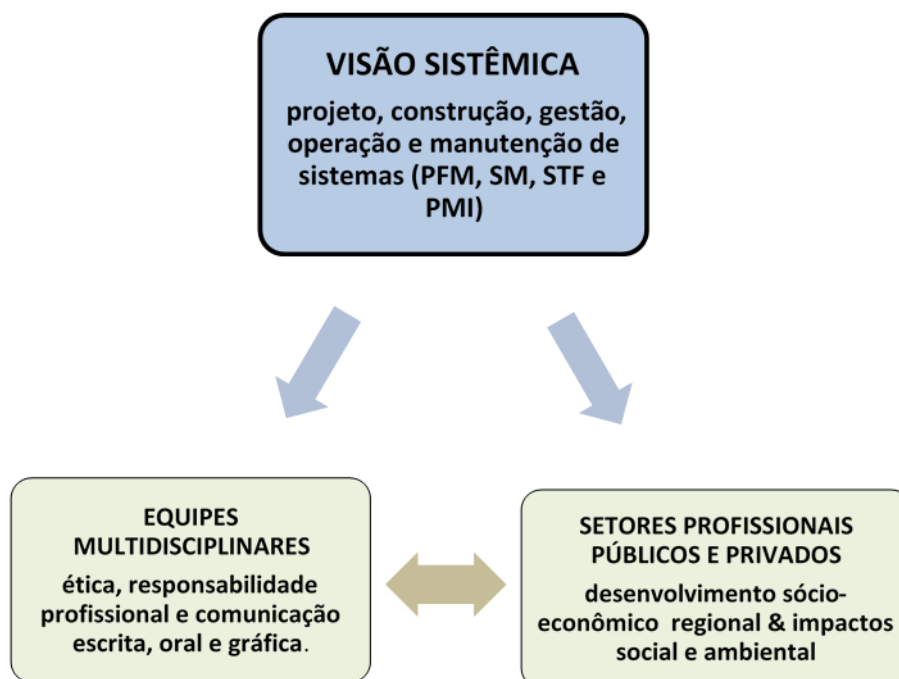 VISÃO SISTÊMICA
projeto, construção, gestão,
operação e manutenção de
sistemas (PFM, SM, STF e
PMI)
EQUIPES
MULTIDISCIPLINARES
ética, responsabilidade
profissional e comunicação
escrita, oral e gráfica.
SETORES PROFISSIONAIS
PÚBLICOS E PRIVADOS
desenvolvimento sócio-
econômico regional & impactos
social e ambiental